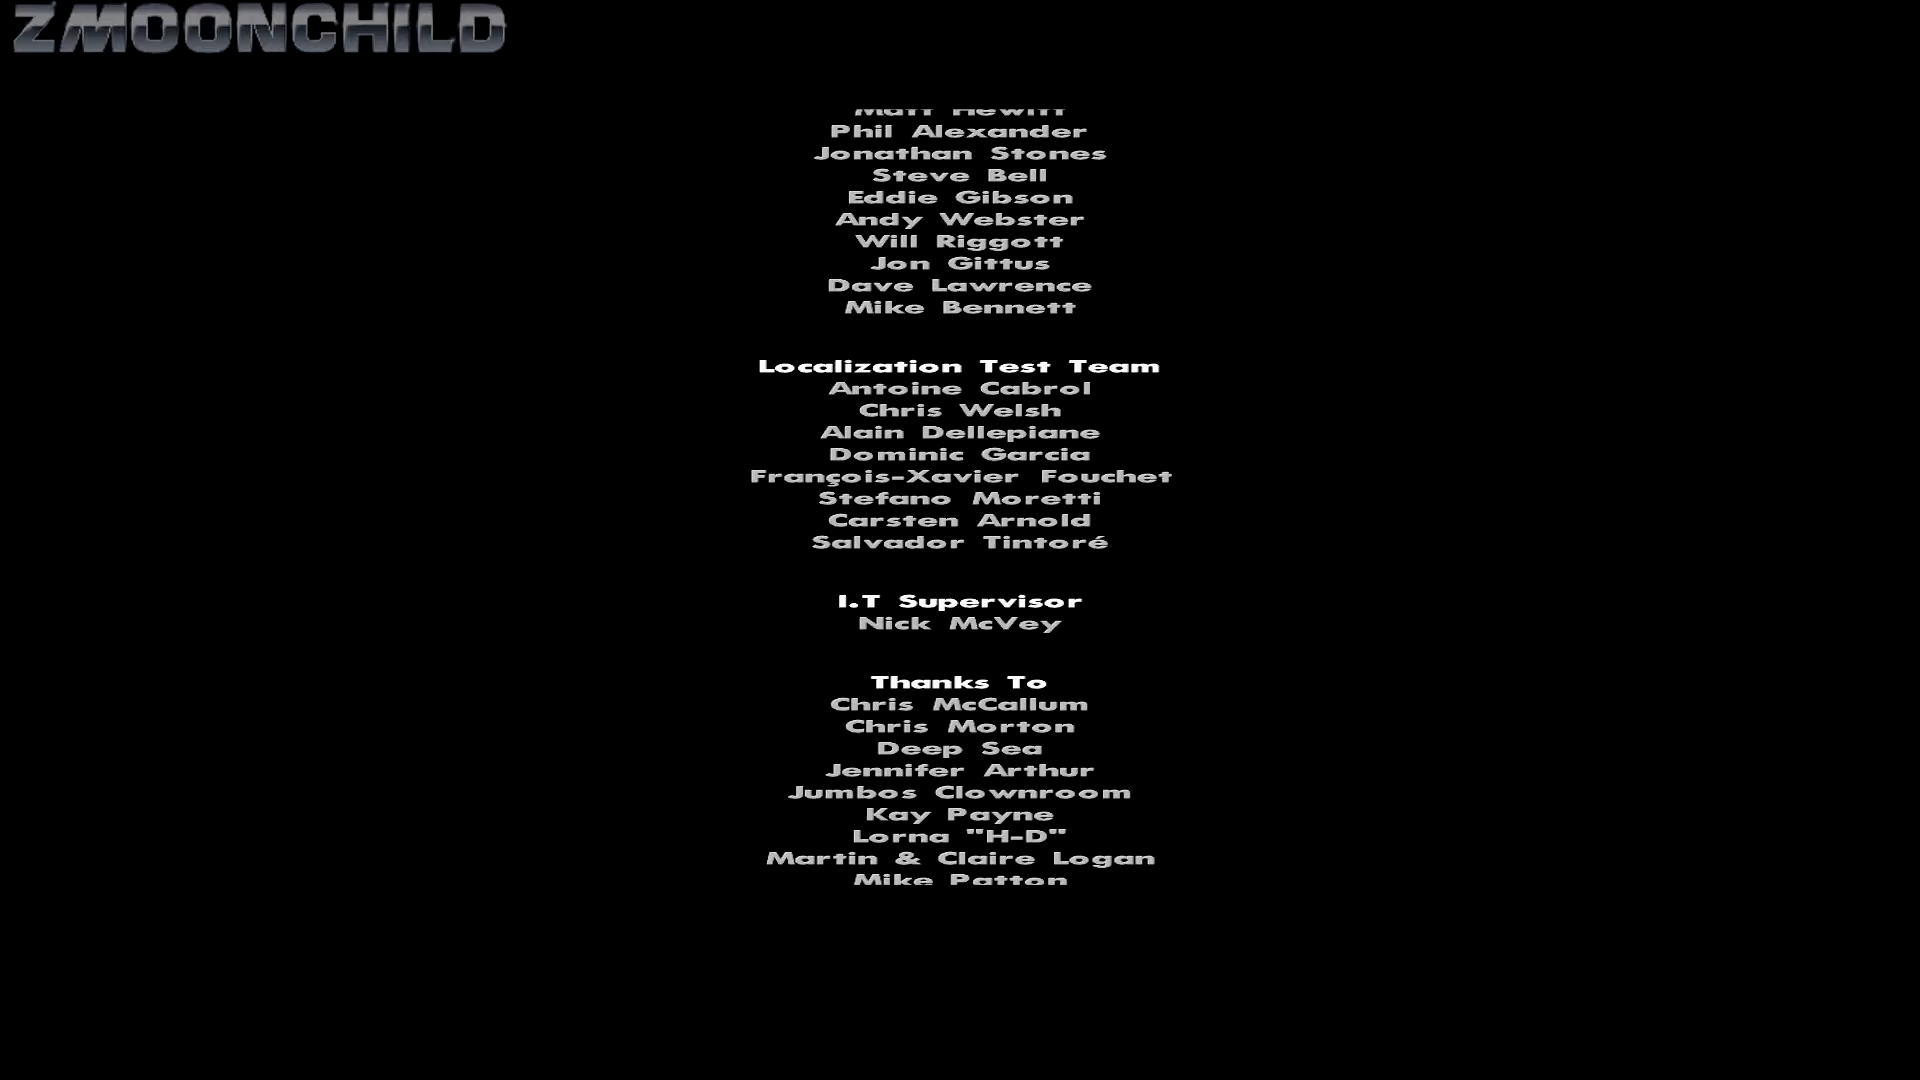 ZMOONCHILD
Matt Hewitt
Phil Alexander
Jonathan Stones
Steve Bell
Eddie Gibson
Andy Webster
Will Riggott
Jon Gittus
Dave Lawrence
Mike Bennett
Localization Test Team
Antoine Cabrol
Chris Welsh
Alain Dellepiane
Dominic Garcia
François-Xavier Fouchet
Stefano Moretti
Carsten Arnold
Salvador Tintoré
I.T Supervisor
Nick McVey
Thanks To
Chris McCallum
Chris Morton
Deep Sea
Jennifer Arthur
Jumbos Clownroom
Kay Payne
Lorna "H-D"
Martin & Claire Logan
Mike Patton